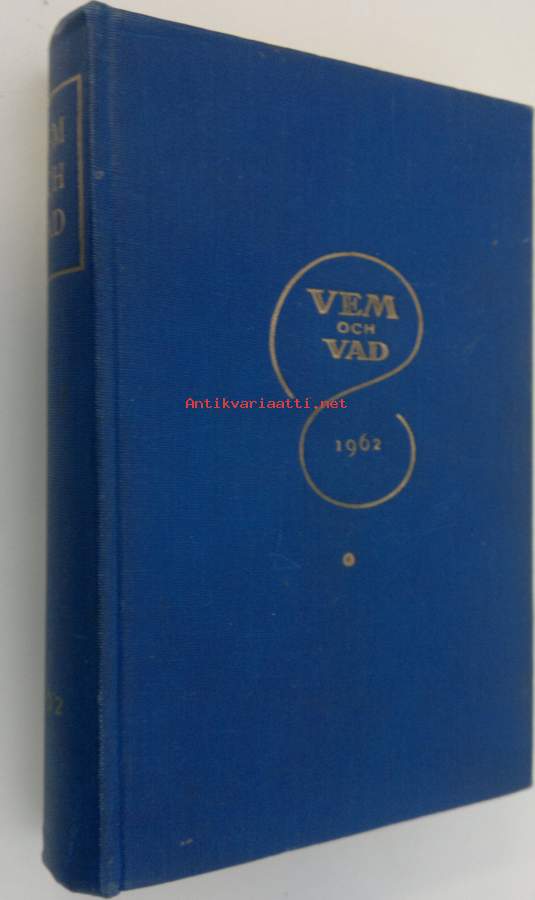 VEM
OCH
VAD
Antikvariaatti.net
1962